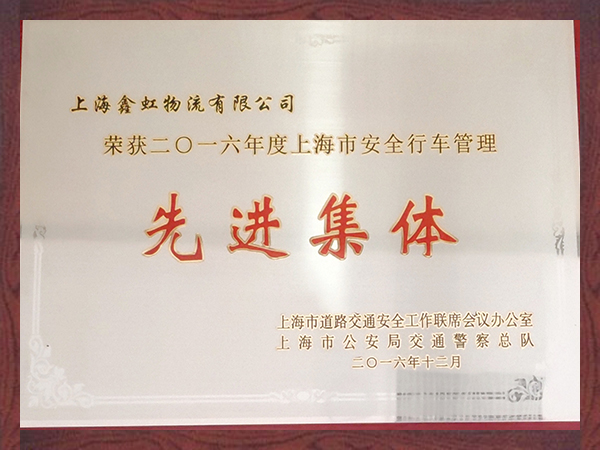 上海鑫虹物流有限公司
荣获二〇一六年度上海市安全行车管理
先进集体
上海市道路交通安全工作联席会议办公室
上海市公安局交通警察总队
二〇一六年十二月